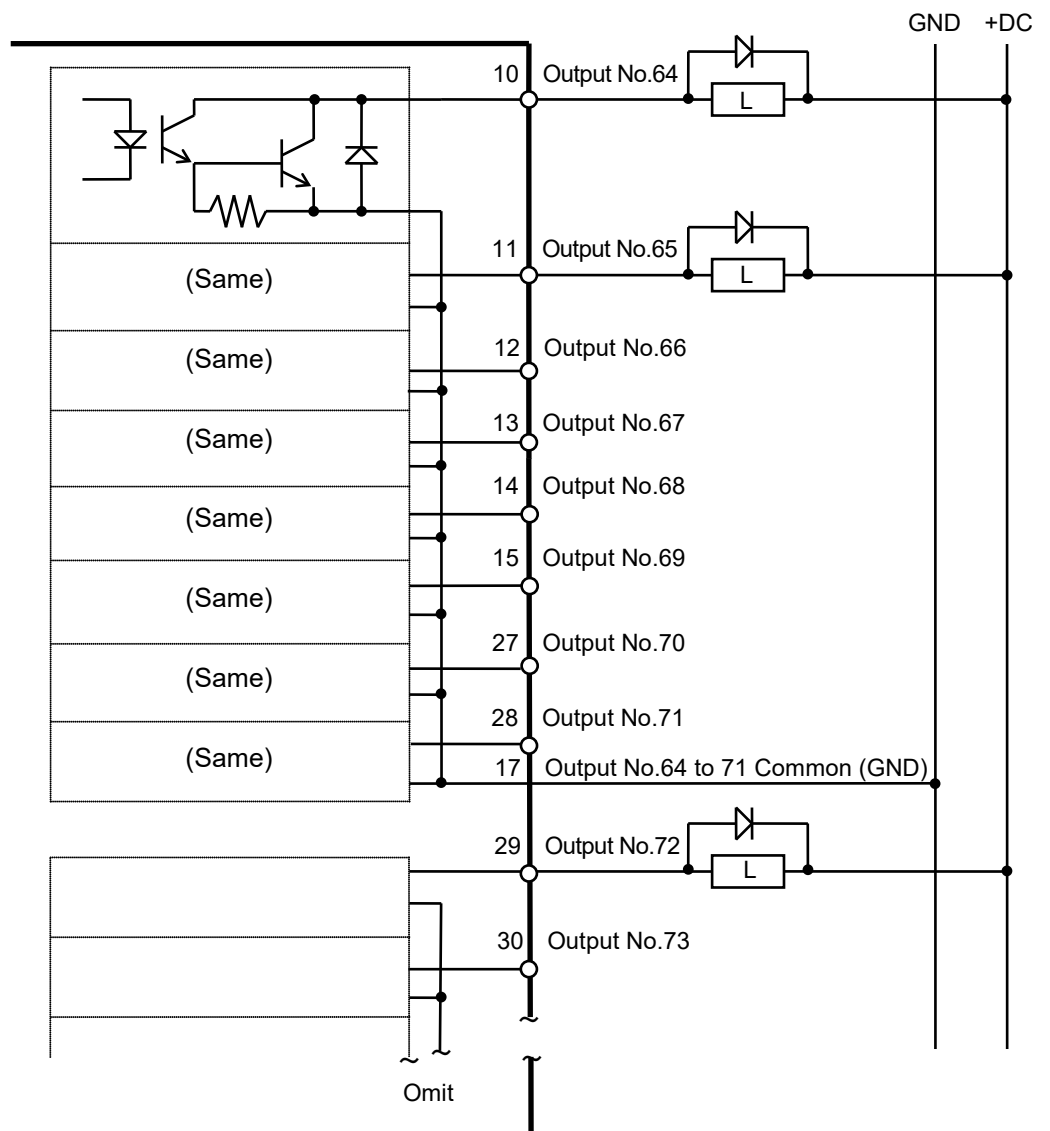 GND +DC
10 Output No.64
L
11 Output No.65
(Same)
L
12 Output No.66
(Same)
13 Output No.67
(Same)
14 Output No.68
(Same)
15 Output No.69
(Same)
27 Output No.70
(Same)
28 Output No.71
(Same)
17 Output No.64 to 71 Common (GND)
29 Output No.72
L
30 Output No.73
Omit